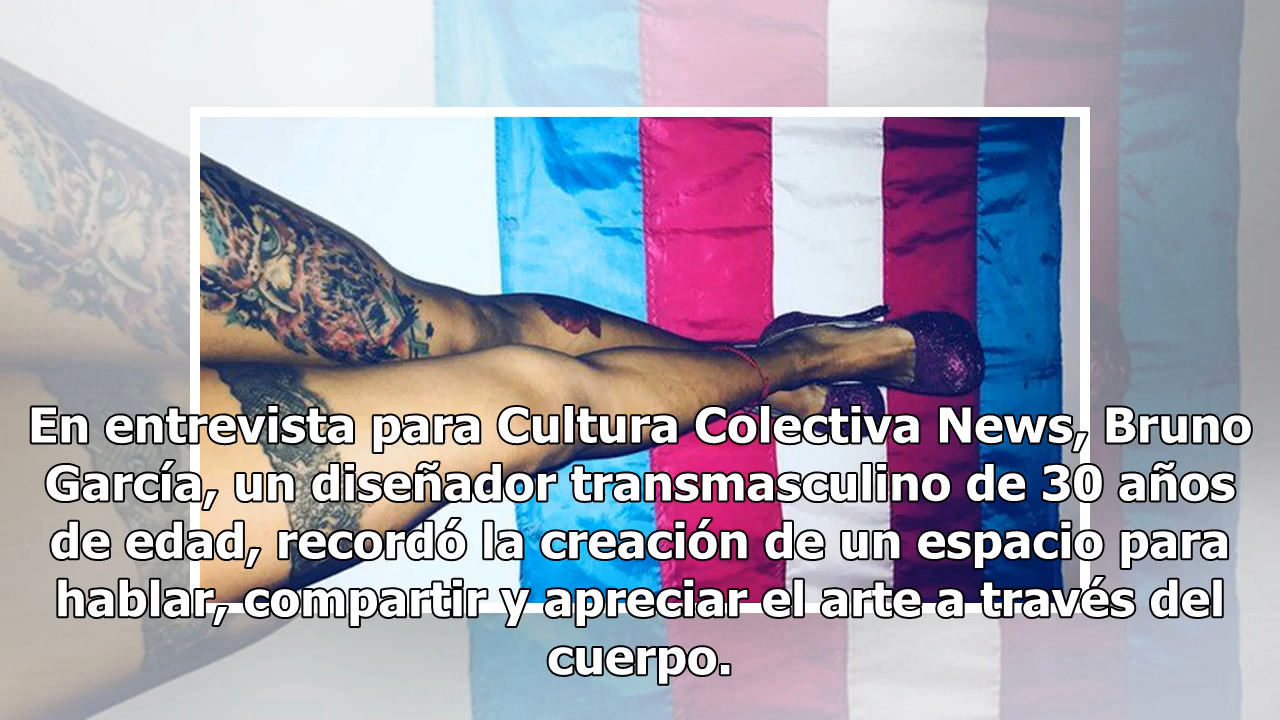 En entrevista para Cultura Colectiva News, Bruno
García, un diseñador transmasculino de 30 años
de edad, recordó la creación de un espacio para
hablar, compartir y apreciar el arte a través del
cuerpo.